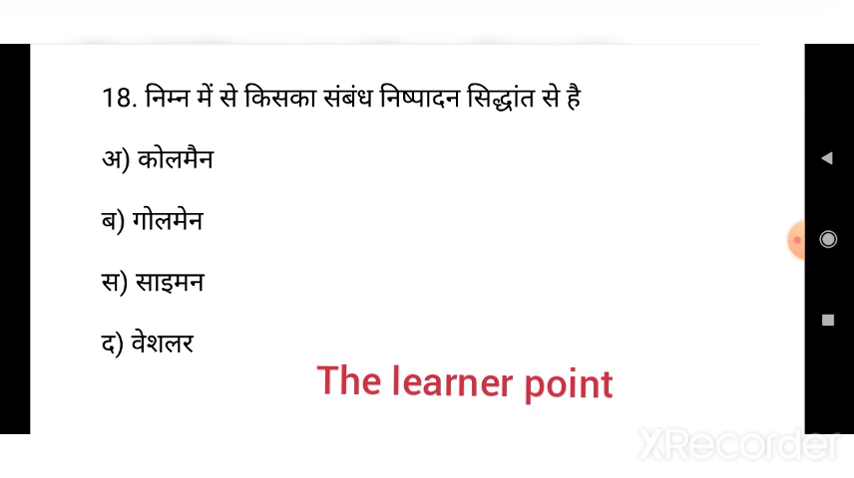 18. निम्न में से किसका संबंध निष्पादन सिद्धांत से है
अ) कोलमैन
ब) गोलमेन
स) साइमन
द) वेशलर
The learner point
XRecorder